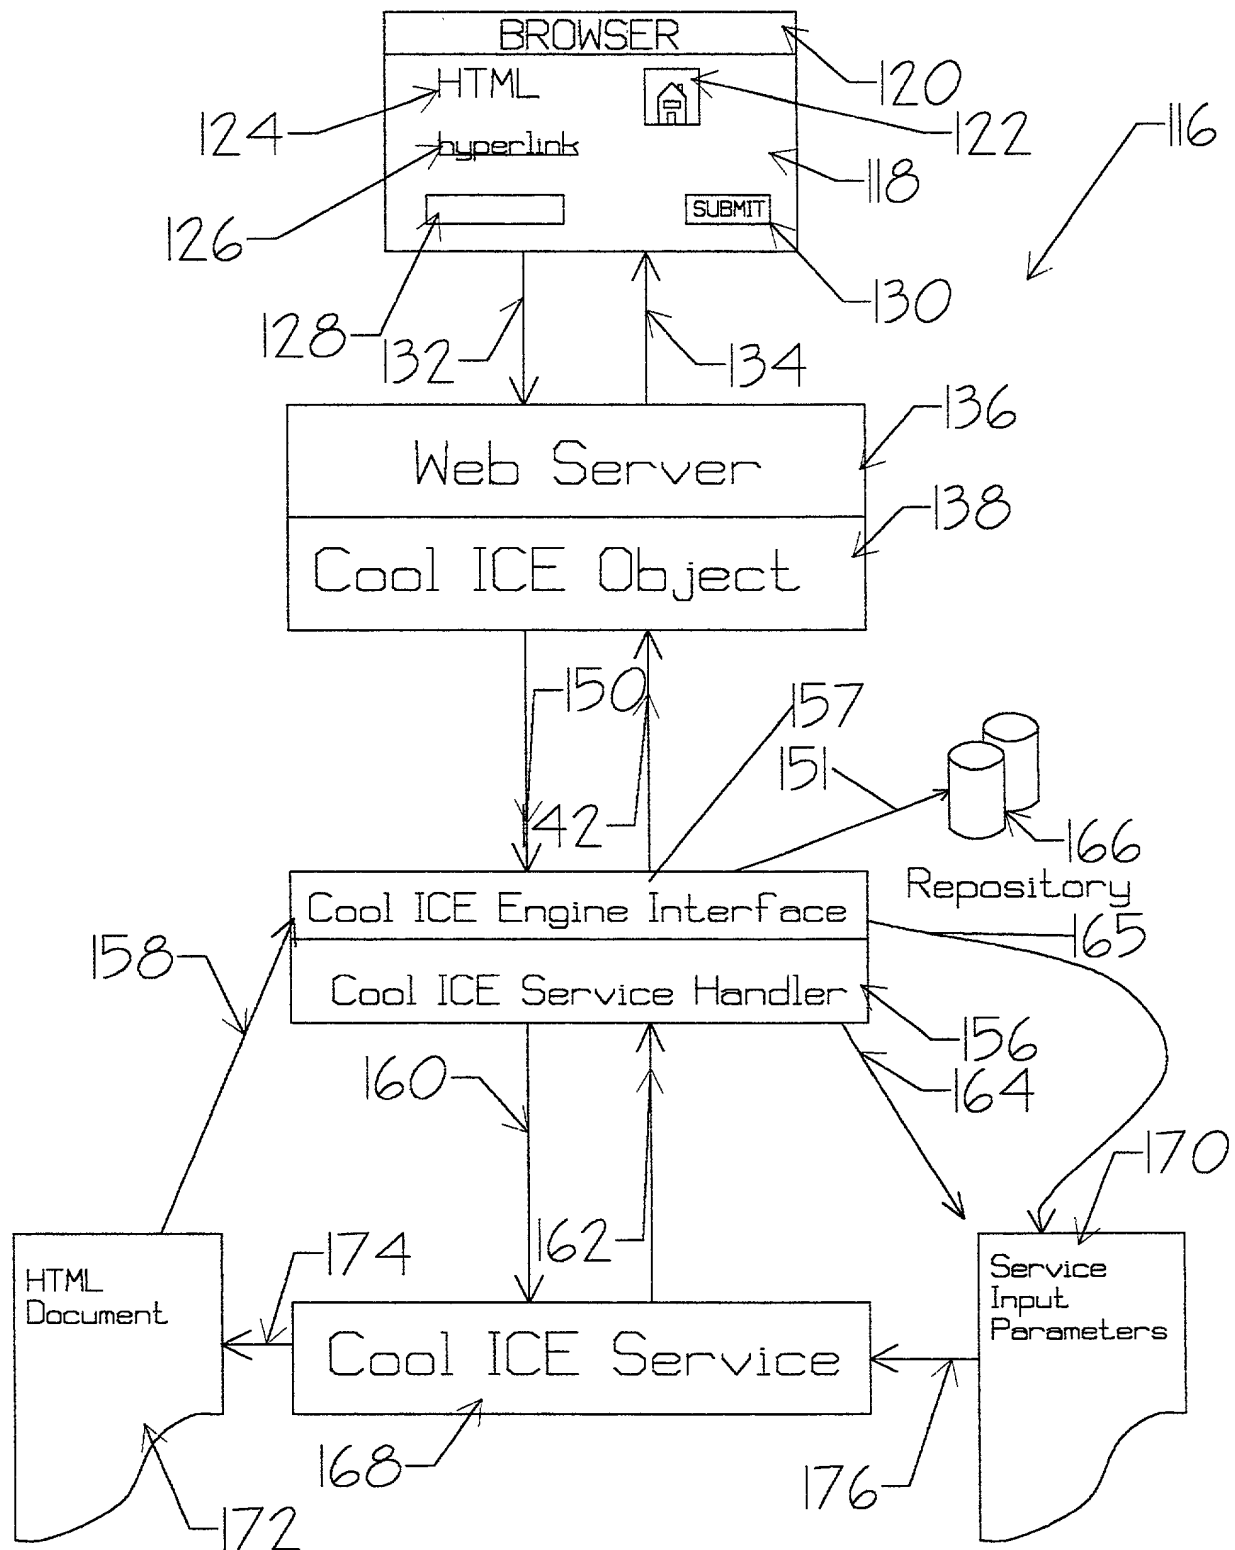 BROWSER
HTML
120
124
122
116
hyperlink
118
SUBMIT
126
130
128
132
134
136
Web Server
138
Cool ICE Object
150
157
151
142
166
Repository
Cool ICE Engine Interface
165
158
Cool ICE Service Handler
156
160
164
170
162
174
HTML
Document
Service
Input
Parameters
Cool ICE Service
168
176
172